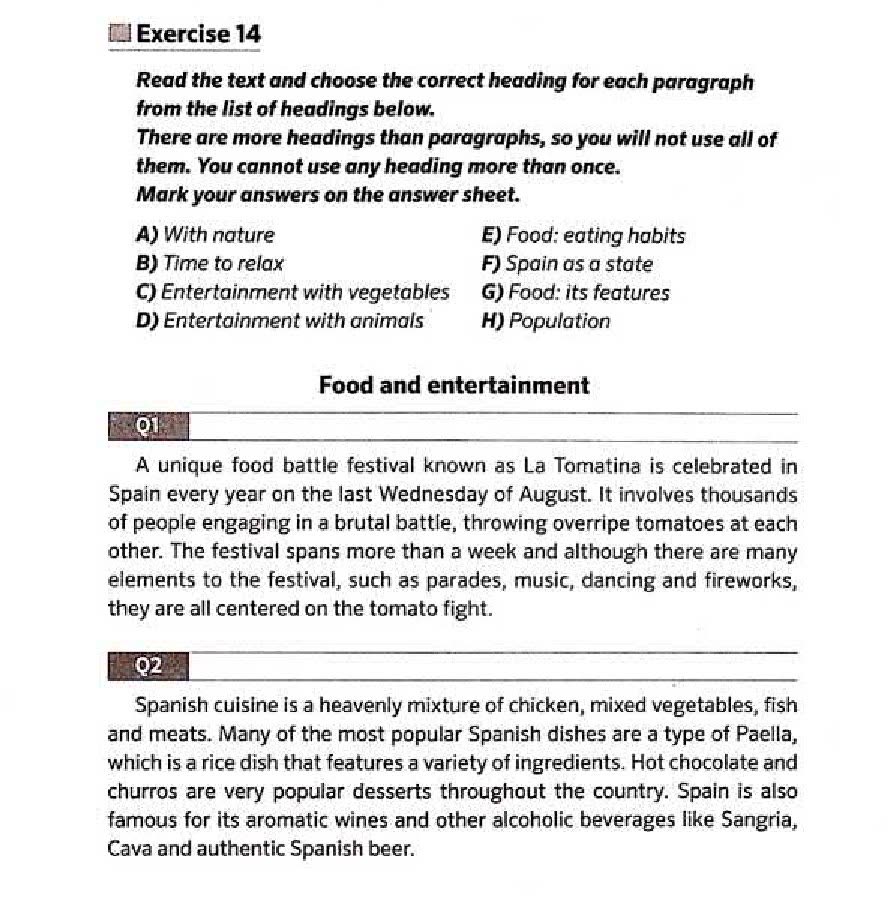 Exercise 14
Read the text and choose the correct heading for each paragraph
from the list of headings below.
There are more headings than paragraphs, so you will not use all of
them. You cannot use any heading more than once.
Mark your answers on the answer sheet.
A) With nature
B) Time to relax
C) Entertainment with vegetables
D) Entertainment with animals
E) Food: eating habits
F) Spain as a state
G) Food: its features
H) Population
Food and entertainment
Q1
A unique food battle festival known as La Tomatina is celebrated in
Spain every year on the last Wednesday of August. It involves thousands
of people engaging in a brutal battle, throwing overripe tomatoes at each
other. The festival spans more than a week and although there are many
elements to the festival, such as parades, music, dancing and fireworks,
they are all centered on the tomato fight.
Q2
Spanish cuisine is a heavenly mixture of chicken, mixed vegetables, fish
and meats. Many of the most popular Spanish dishes are a type of Paella,
which is a rice dish that features a variety of ingredients. Hot chocolate and
churros are very popular desserts throughout the country. Spain is also
famous for its aromatic wines and other alcoholic beverages like Sangria,
Cava and authentic Spanish beer.